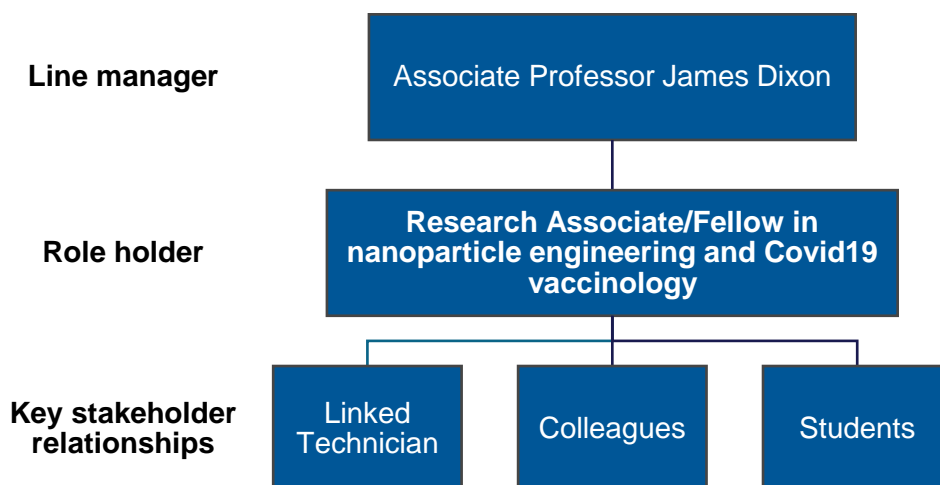 Line manager
Associate Professor James Dixon
Role holder
Research Associate/Fellow in
nanoparticle engineering and Covid19
vaccinology
Key stakeholder
relationships
Linked
Technician
Colleagues
Students